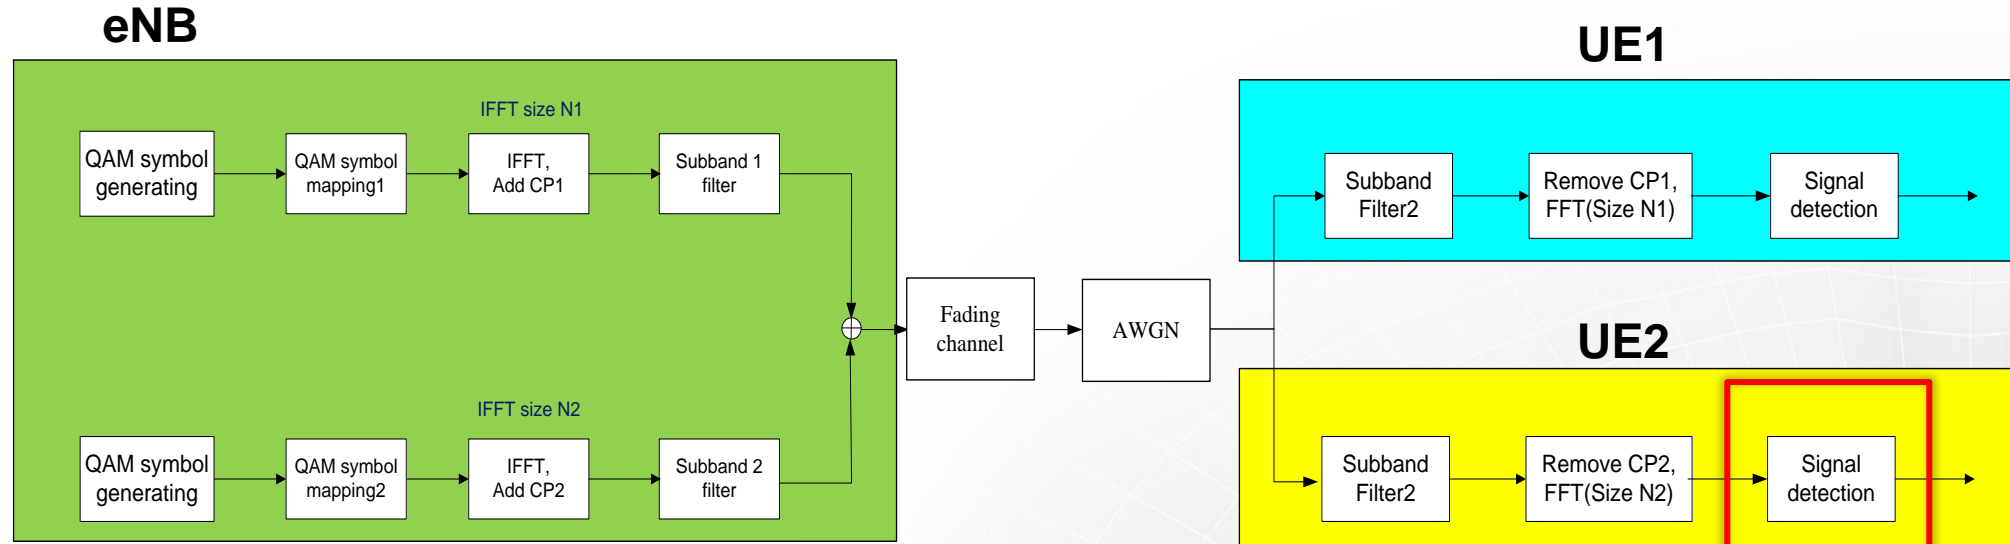 eNB
IFFT size N1
QAM symbol
generating
QAM symbol
mapping1
IFFT,
Add CP1
Subband 1
filter
IFFT size N2
QAM symbol
generating
QAM symbol
mapping2
IFFT,
Add CP2
Subband 2
filter
Fading
channel
AWGN
UE1
Subband
Filter2
Remove CP1,
FFT(Size N1)
Signal
detection
UE2
Subband
Filter2
Remove CP2,
FFT(Size N2)
Signal
detection